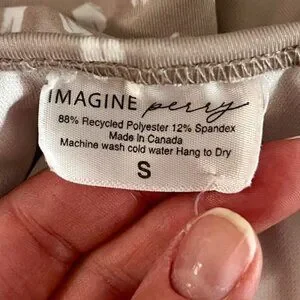 IMAGINE perry
88% Recycled Polyester 12% Spandex
Made In Canada
Machine wash cold water Hang to Dry
S